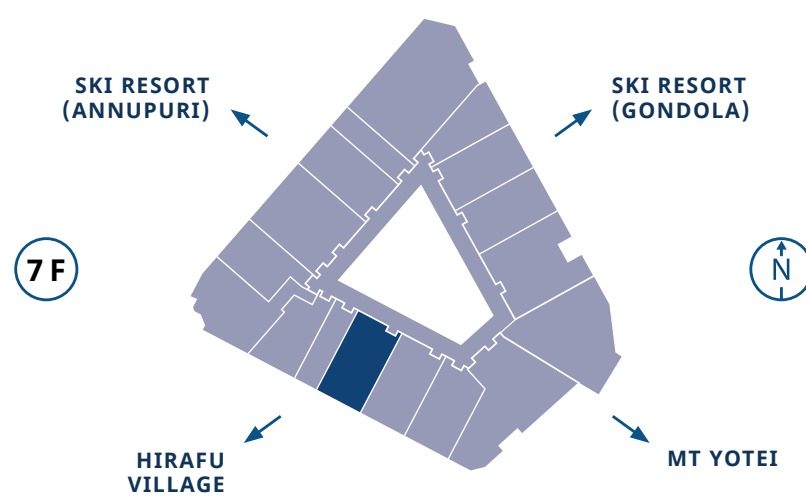 SKI RESORT
(ANNUPURI)
SKI RESORT
(GONDOLA)
7 F
N
HIRAFU
VILLAGE
MT YOTEI